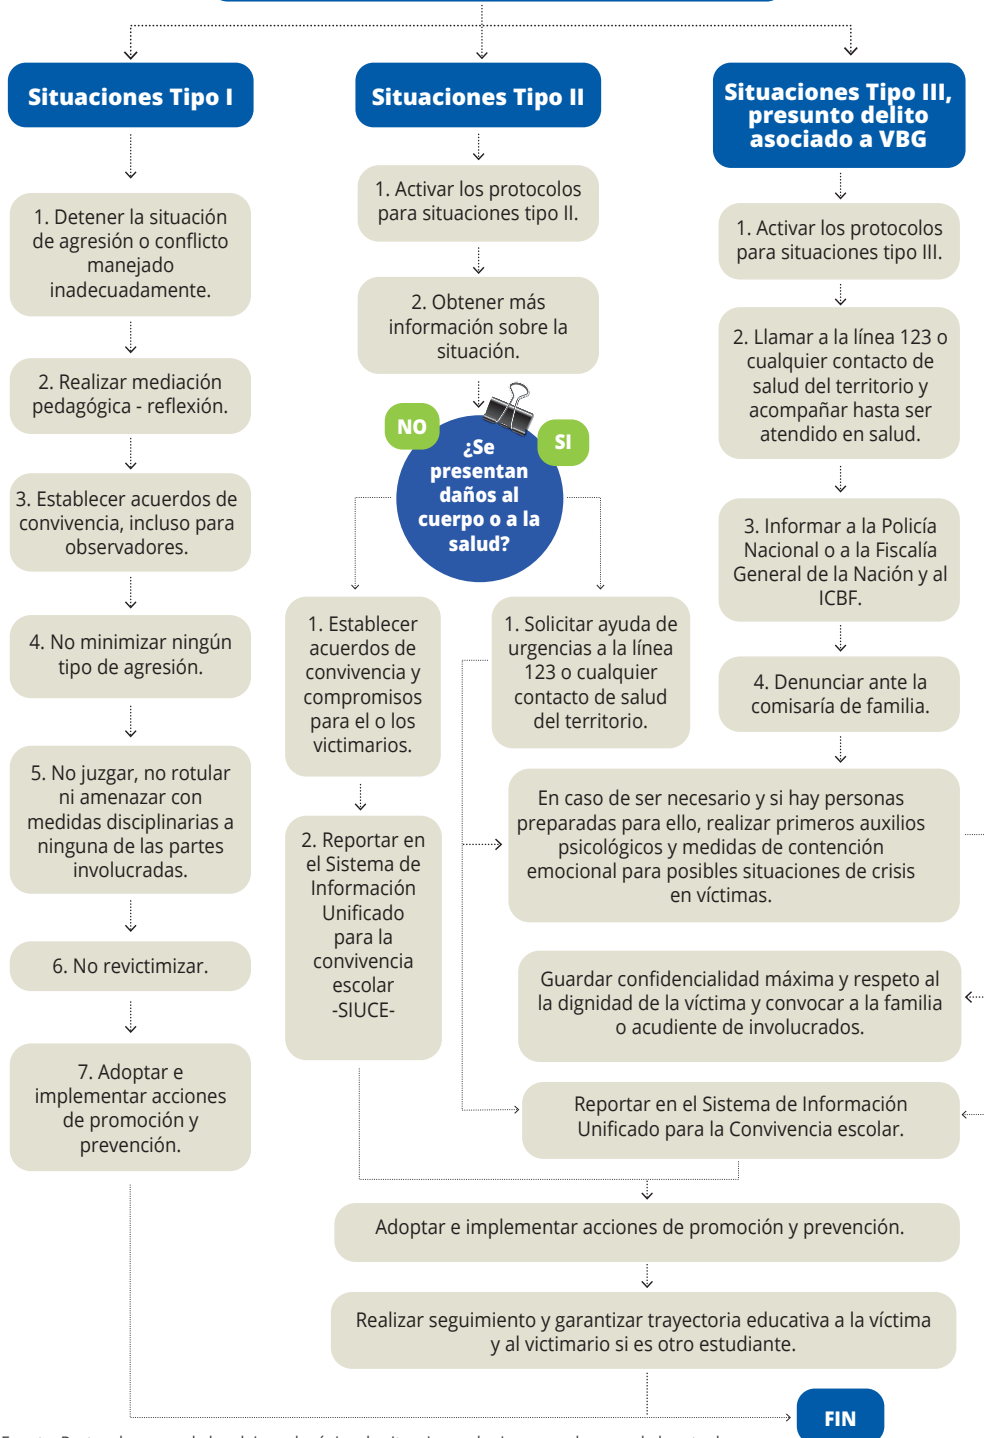 Situaciones Tipo I
1. Detener la situación
de agresión o conflicto
manejado
inadecuadamente.
2. Realizar mediación
pedagógica - reflexión.
3. Establecer acuerdos de
convivencia, incluso para
observadores.
4. No minimizar ningún
tipo de agresión.
5. No juzgar, no rotular
ni amenazar con
medidas disciplinarias a
ninguna de las partes
involucradas.
6. No revictimizar.
7. Adoptar e
implementar acciones
de promoción y
prevención.
Situaciones Tipo II
1. Activar los protocolos
para situaciones tipo II.
2. Obtener más
información sobre la
situación.
¿Se
presentan
daños al
cuerpo o a la
salud?
NO
1. Establecer
acuerdos de
convivencia y
compromisos
para el o los
victimarios.
2. Reportar en
el Sistema de
Información
Unificado
para la
convivencia
escolar
-SIUCE-
SI
1. Solicitar ayuda de
urgencias a la línea
123 o cualquier
contacto de salud
del territorio.
Situaciones Tipo III,
presunto delito
asociado a VBG
1. Activar los protocolos
para situaciones tipo III.
2. Llamar a la línea 123 o
cualquier contacto de
salud del territorio y
acompañar hasta ser
atendido en salud.
3. Informar a la Policía
Nacional o a la Fiscalía
General de la Nación y al
ICBF.
4. Denunciar ante la
comisaría de familia.
En caso de ser necesario y si hay personas
preparadas para ello, realizar primeros auxilios
psicológicos y medidas de contención
emocional para posibles situaciones de crisis
en víctimas.
Guardar confidencialidad máxima y respeto al
la dignidad de la víctima y convocar a la familia
o acudiente de involucrados.
Reportar en el Sistema de Información
Unificado para la Convivencia escolar.
Adoptar e implementar acciones de promoción y prevención.
Realizar seguimiento y garantizar trayectoria educativa a la víctima
y al victimario si es otro estudiante.
FIN